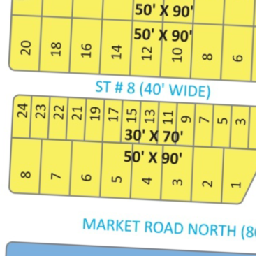 50' X 90'
50' X 90'
20 18 16 14 12 10 8 6
ST # 8 (40' WIDE)
24 23 22 21 19 17 15 13 11 9 7 5 3
30' X 70'
50' X 90'
8 7 6 5 4 3 2 1
MARKET ROAD NORTH (8